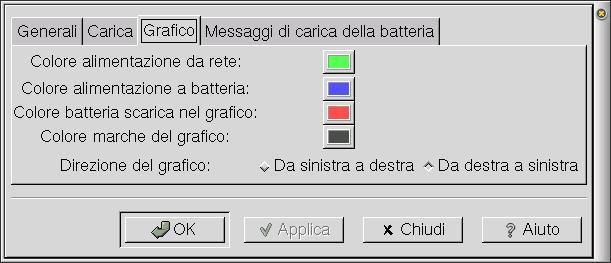 Generali Carica Grafico Messaggi di carica della batteria
Colore alimentazione da rete:
Colore alimentazione a batteria:
Colore batteria scarica nel grafico:
Colore marche del grafico:
Direzione del grafico: Da sinistra a destra Da destra a sinistra
OK Applica Chiudi Aiuto